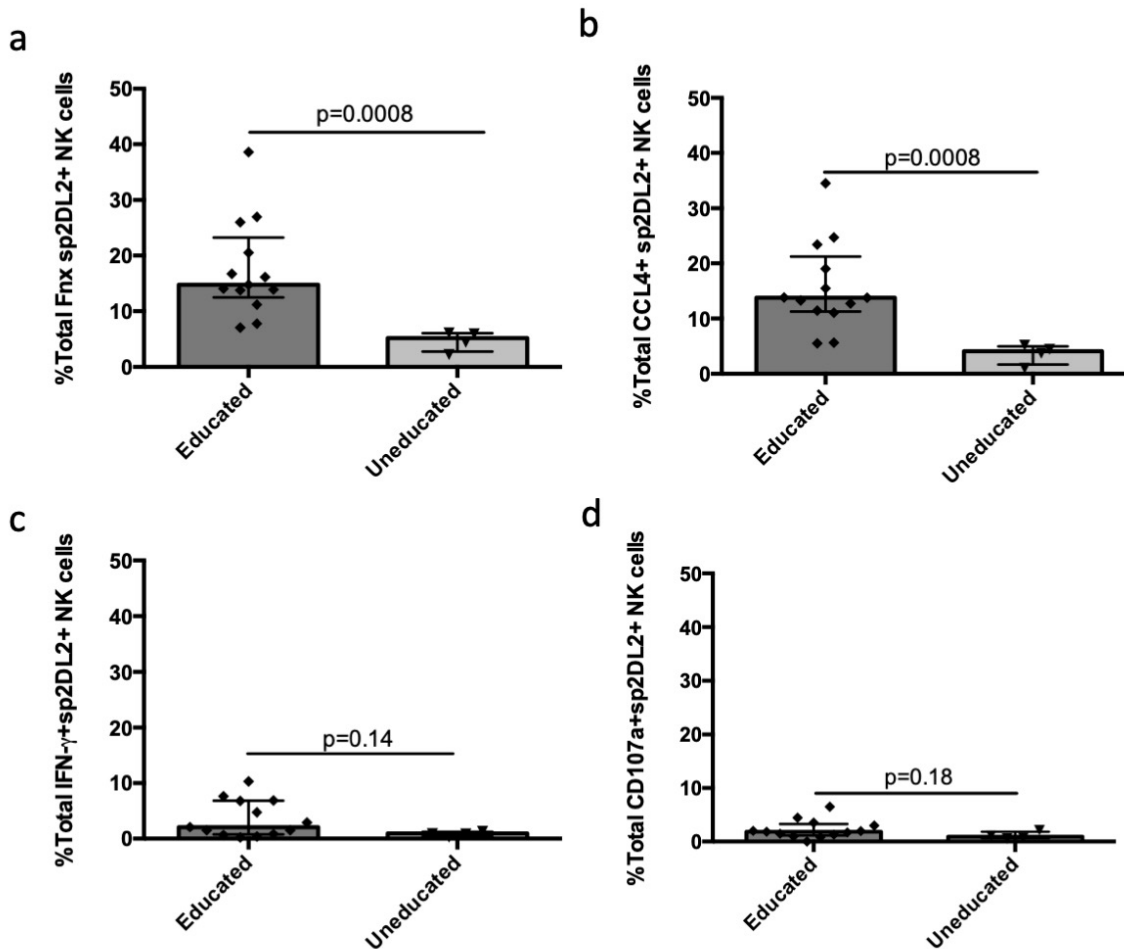 a
%Total Fnx sp2DL2+ NK cells
50
40
30
20
10
0
p=0.0008
Educated
Uneducated
b
%Total CCL4+ sp2DL2+ NK cells
50
40
30
20
10
0
p=0.0008
Educated
Uneducated
c
%Total IFN-γ+sp2DL2+ NK cells
50
40
30
20
10
0
p=0.14
Educated
Uneducated
d
%Total CD107a+sp2DL2+ NK cells
50
40
30
20
10
0
p=0.18
Educated
Uneducated